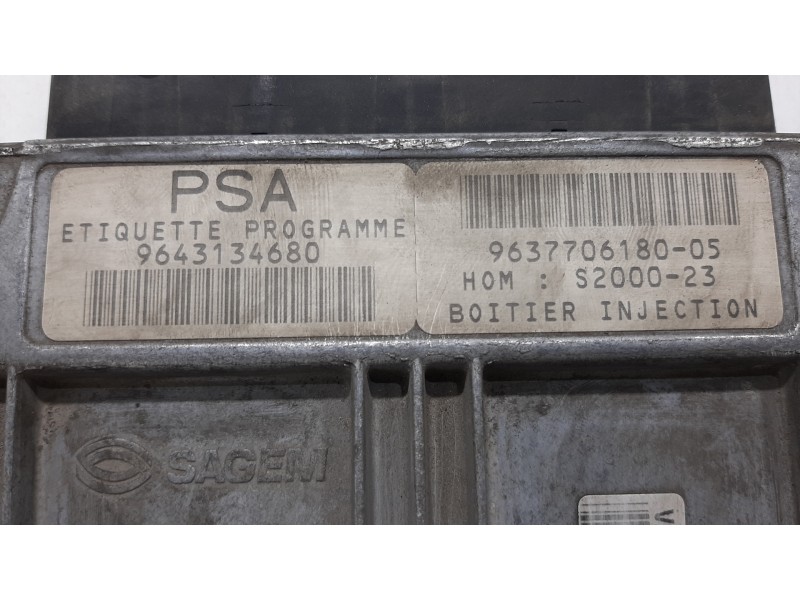 PSA
ETIQUETTE PROGRAMME
9643134680
9637706180-05
HOM : S2000-23
BOITIER INJECTION
SAGEM
V